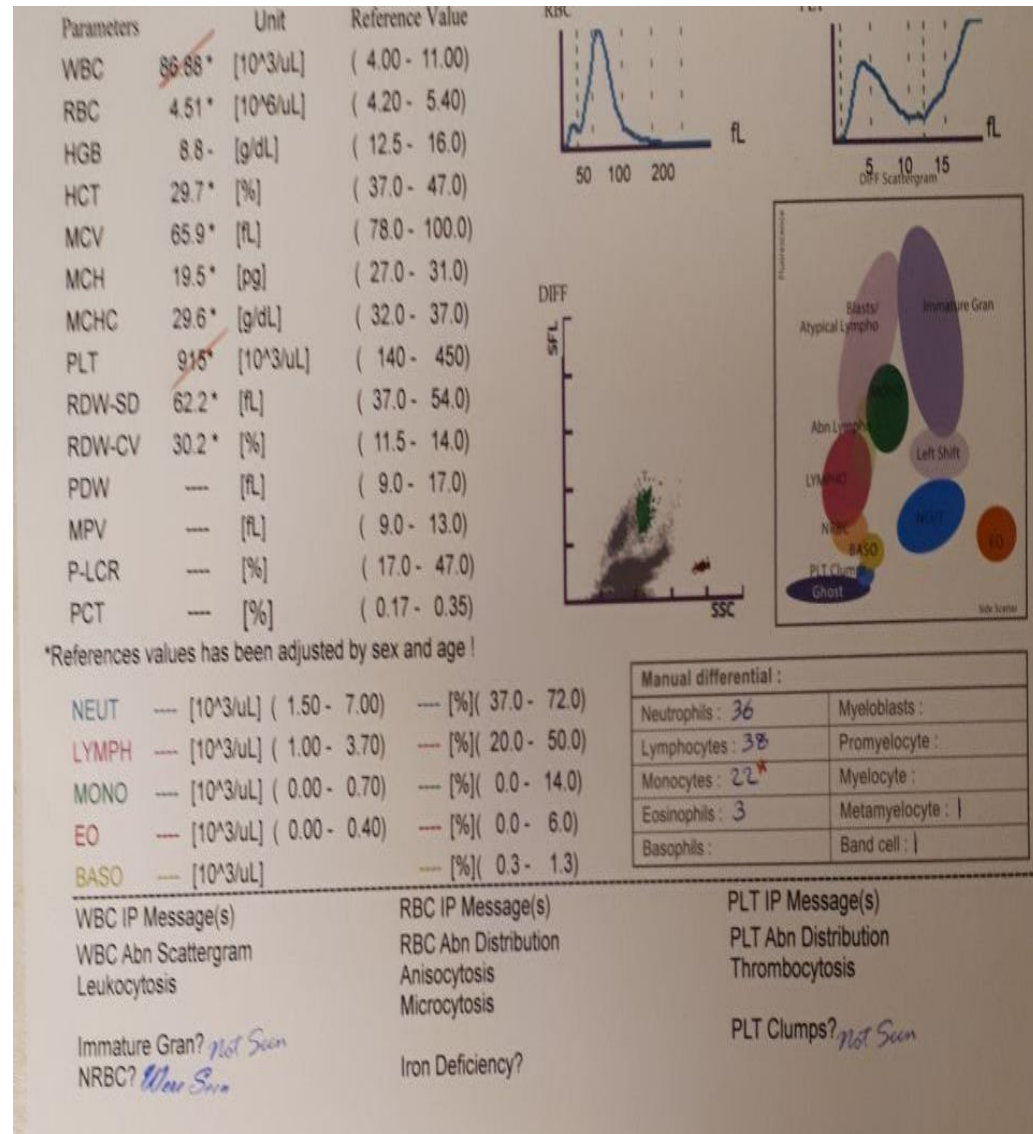 Parameters Unit Reference Value
WBC 86.88* [10^3/uL] ( 4.00 - 11.00)
RBC 4.51* [10^6/uL] ( 4.20 - 5.40)
HGB 8.8- [g/dL] ( 12.5 - 16.0)
HCT 29.7* [%] ( 37.0 - 47.0)
MCV 65.9* [fL] ( 78.0 - 100.0)
MCH 19.5* [pg] ( 27.0 - 31.0)
MCHC 29.6* [g/dL] ( 32.0 - 37.0)
PLT 915* [10^3/uL] ( 140 - 450)
RDW-SD 62.2* [fL] ( 37.0 - 54.0)
RDW-CV 30.2* [%] ( 11.5 - 14.0)
PDW ---- [fL] ( 9.0 - 17.0)
MPV ---- [fL] ( 9.0 - 13.0)
P-LCR ---- [%] ( 17.0 - 47.0)
PCT ---- [%] ( 0.17 - 0.35)
*References values has been adjusted by sex and age !
RBC
fL
50 100 200
fL
5 10 15
DIFF Scattergram
DIFF
SFL
SSC
Fluorescence
Blasts/
Atypical Lympho
Immature Gran
MONO
Abn Lympho
Left Shift
LYMPHO
NEUT
NRBC
EO
BASO
PLT Clumps
Ghost
Side Scatter
NEUT ---- [10^3/uL] ( 1.50 - 7.00) ---- [%]( 37.0 - 72.0)
LYMPH ---- [10^3/uL] ( 1.00 - 3.70) ---- [%]( 20.0 - 50.0)
MONO ---- [10^3/uL] ( 0.00 - 0.70) ---- [%]( 0.0 - 14.0)
EO ---- [10^3/uL] ( 0.00 - 0.40) ---- [%]( 0.0 - 6.0)
BASO ---- [10^3/uL] ---- [%]( 0.3 - 1.3)
Manual differential :
Neutrophils : 36 Myeloblasts :
Lymphocytes : 38 Promyelocyte :
Monocytes : 22* Myelocyte :
Eosinophils : 3 Metamyelocyte : 1
Basophils : Band cell : 1
WBC IP Message(s)
WBC Abn Scattergram
Leukocytosis
Immature Gran? Not Seen
NRBC? Were Seen
RBC IP Message(s)
RBC Abn Distribution
Anisocytosis
Microcytosis
Iron Deficiency?
PLT IP Message(s)
PLT Abn Distribution
Thrombocytosis
PLT Clumps? Not Seen